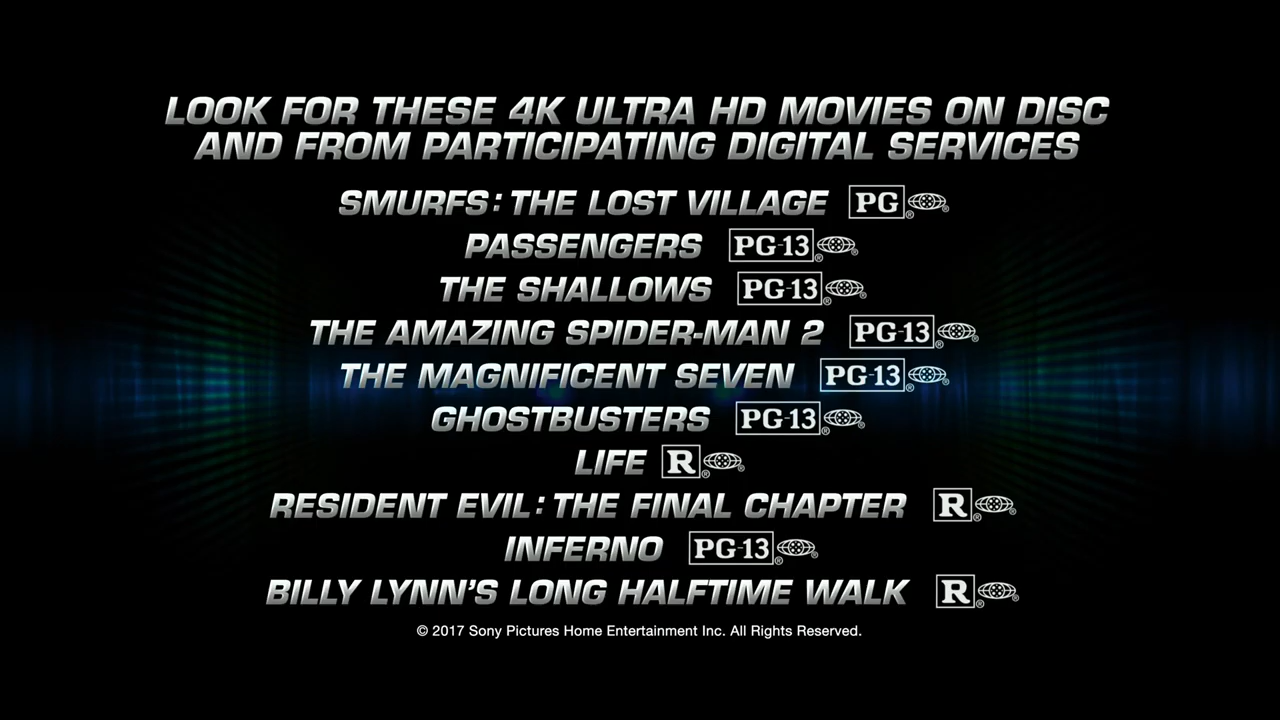 LOOK FOR THESE 4K ULTRA HD MOVIES ON DISC
AND FROM PARTICIPATING DIGITAL SERVICES
SMURFS: THE LOST VILLAGE PG®
PASSENGERS PG-13®
THE SHALLOWS PG-13®
THE AMAZING SPIDER-MAN 2 PG-13®
THE MAGNIFICENT SEVEN PG-13®
GHOSTBUSTERS PG-13®
LIFE R®
RESIDENT EVIL: THE FINAL CHAPTER R®
INFERNO PG-13®
BILLY LYNN'S LONG HALFTIME WALK R®
© 2017 Sony Pictures Home Entertainment Inc. All Rights Reserved.